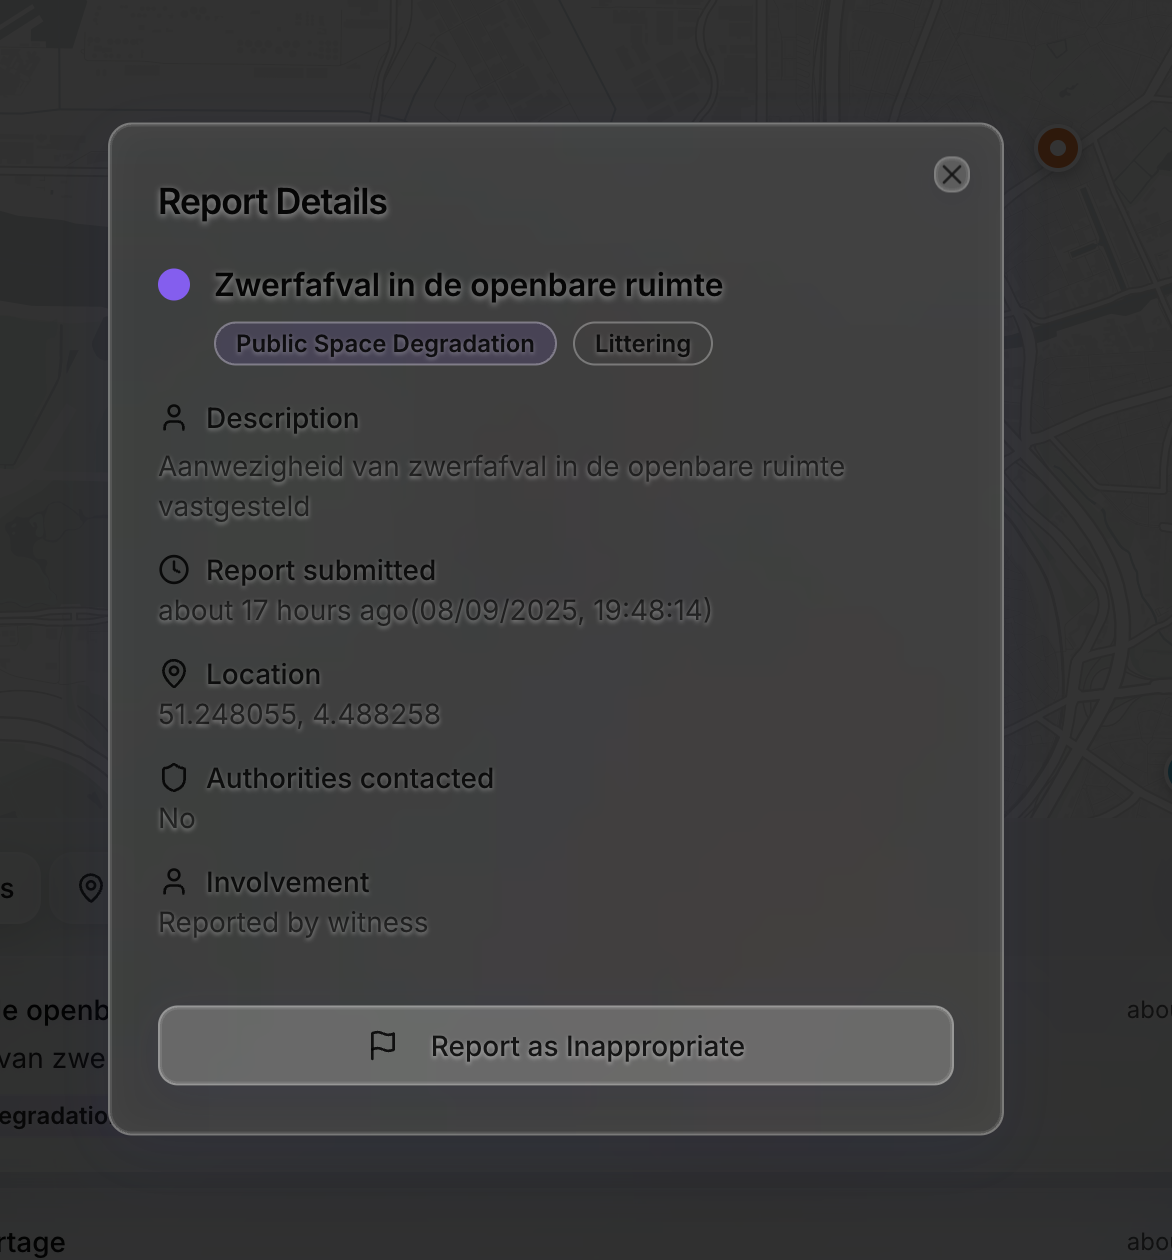 Report Details
Zwerfafval in de openbare ruimte
Public Space Degradation
Littering
Description
Aanwezigheid van zwerfafval in de openbare ruimte
vastgesteld
Report submitted
about 17 hours ago(08/09/2025, 19:48:14)
Location
51.248055, 4.488258
Authorities contacted
No
s
Involvement
Reported by witness
e openb
abo
van zwe
Report as Inappropriate
egradatio
rtage
abo